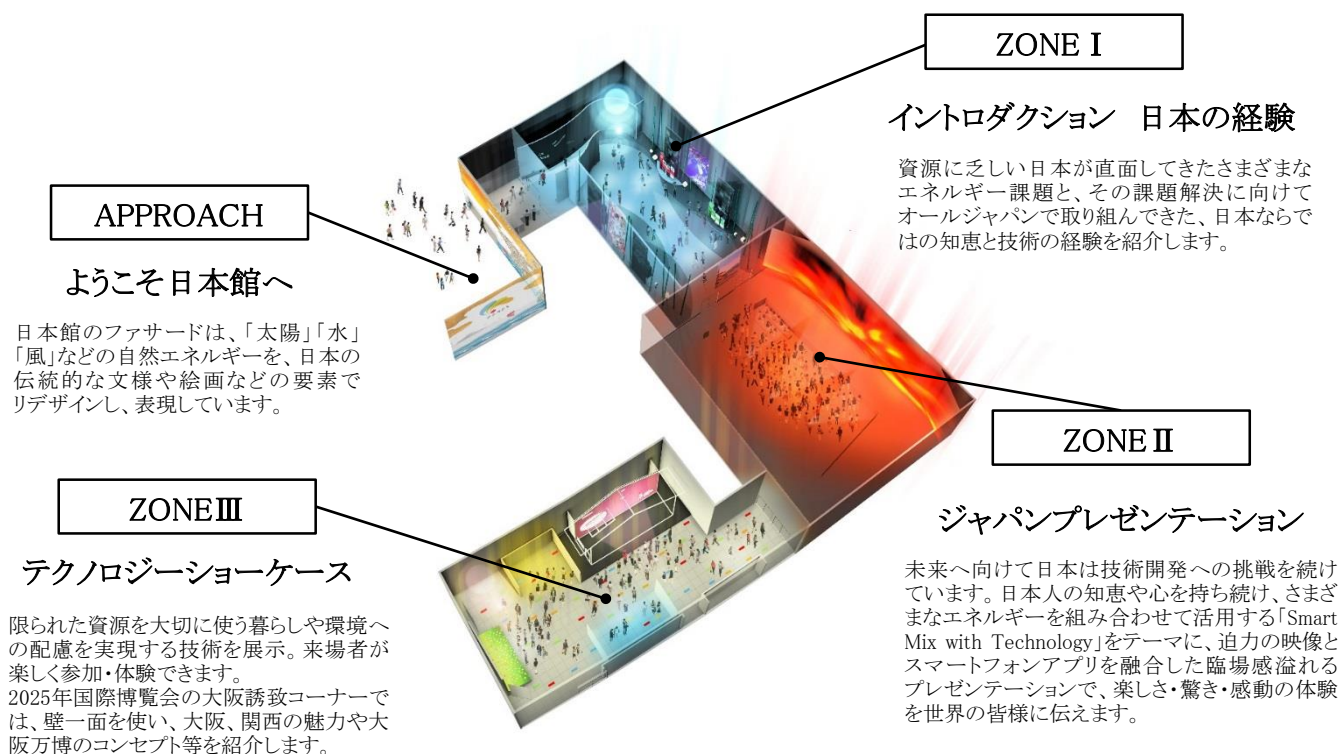 ZONE Ⅰ
イントロダクション　日本の経験
資源に乏しい日本が直面してきたさまざまな
エネルギー課題と、その課題解決に向けて
オールジャパンで取り組んできた、日本ならで
はの知恵と技術の経験を紹介します。
APPROACH
ようこそ日本館へ
日本館のファサードは、「太陽」「水」
「風」などの自然エネルギーを、日本の
伝統的な文様や絵画などの要素で
リデザインし、表現しています。
ZONE Ⅱ
ジャパンプレゼンテーション
未来へ向けて日本は技術開発への挑戦を続け
ています。日本人の知恵や心を持ち続け、さまざ
まなエネルギーを組み合わせて活用する「Smart
Mix with Technology」をテーマに、迫力の映像と
スマートフォンアプリを融合した臨場感溢れる
プレゼンテーションで、楽しさ・驚き・感動の体験
を世界の皆様に伝えます。
ZONEⅢ
テクノロジーショーケース
限られた資源を大切に使う暮らしや環境へ
の配慮を実現する技術を展示。来場者が
楽しく参加・体験できます。
2025年国際博覧会の大阪誘致コーナーで
は、壁一面を使い、大阪、関西の魅力や大
阪万博のコンセプト等を紹介します。